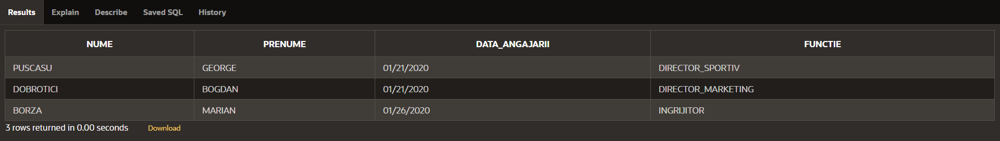 Results Explain Describe Saved SQL History
NUME PRENUME DATA_ANGAJARII FUNCTIE
PUSCASU GEORGE 01/21/2020 DIRECTOR_SPORTIV
DOBROTICI BOGDAN 01/21/2020 DIRECTOR_MARKETING
BORZA MARIAN 01/26/2020 INGRIJITOR
3 rows returned in 0.00 seconds Download